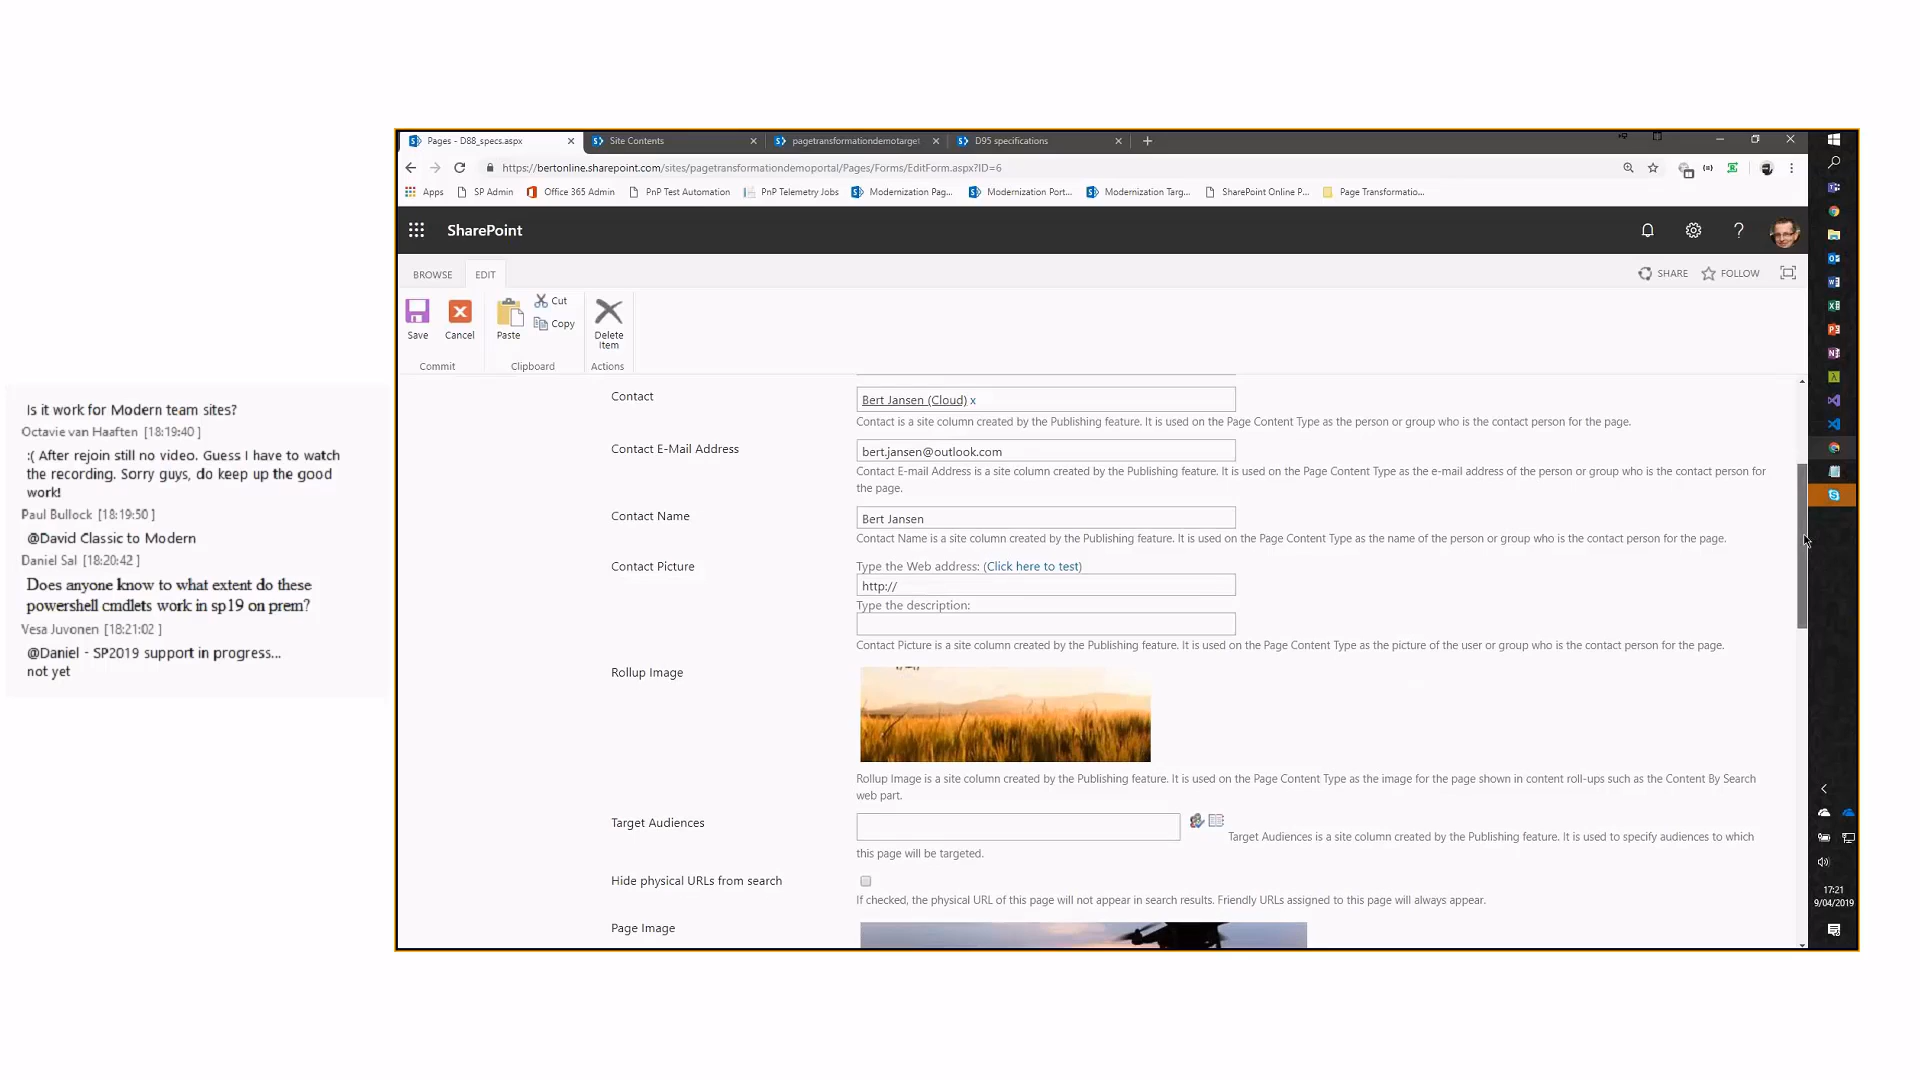 Is it work for Modern team sites?
Octavie van Haaften [18:19:40 ]
:( After rejoin still no video. Guess I have to watch
the recording. Sorry guys, do keep up the good
work!
Paul Bullock [18:19:50 ]
@David Classic to Modern
Daniel Sal [18:20:42 ]
Does anyone know to what extent do these
powershell cmdlets work in sp19 on prem?
Vesa Juvonen [18:21:02 ]
@Daniel - SP2019 support in progress...
not yet
Pages - D88_specs.aspx
Site Contents
pagetransformationdemotarget
D95 specifications
https://bertonline.sharepoint.com/sites/pagetransformationdemoportal/Pages/Forms/EditForm.aspx?ID=6
Apps
SP Admin
Office 365 Admin
PnP Test Automation
PnP Telemetry Jobs
Modernization Pag...
Modernization Port...
Modernization Targ...
SharePoint Online P...
Page Transformatio...
SharePoint
BROWSE
EDIT
SHARE
FOLLOW
Save
Cancel
Paste
Cut
Copy
Delete
Item
Commit
Clipboard
Actions
Contact
Bert Jansen (Cloud) x
Contact is a site column created by the Publishing feature. It is used on the Page Content Type as the person or group who is the contact person for the page.
Contact E-Mail Address
bert.jansen@outlook.com
Contact E-mail Address is a site column created by the Publishing feature. It is used on the Page Content Type as the e-mail address of the person or group who is the contact person for
the page.
Contact Name
Bert Jansen
Contact Name is a site column created by the Publishing feature. It is used on the Page Content Type as the name of the person or group who is the contact person for the page.
Contact Picture
Type the Web address: (Click here to test)
http://
Type the description:
Contact Picture is a site column created by the Publishing feature. It is used on the Page Content Type as the picture of the user or group who is the contact person for the page.
Rollup Image
Rollup Image is a site column created by the Publishing feature. It is used on the Page Content Type as the image for the page shown in content roll-ups such as the Content By Search
web part.
Target Audiences
Target Audiences is a site column created by the Publishing feature. It is used to specify audiences to which
this page will be targeted.
Hide physical URLs from search
If checked, the physical URL of this page will not appear in search results. Friendly URLs assigned to this page will always appear.
Page Image
17:21
9/04/2019